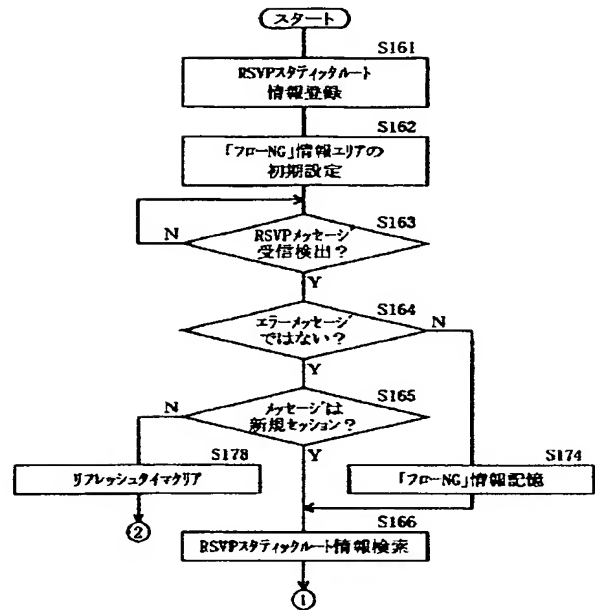 スタート
S161
RSVPスタティックルート
情報登録
S162
「フローNG」情報エリアの
初期設定
S163
N
RSVPメッセージ
受信検出?
Y
S164
エラーメッセージ
ではない?
N
Y
S165
N
メッセージは
新規セッション?
Y
S178
リフレッシュタイマクリア
S174
「フローNG」情報記憶
②
S166
RSVPスタティックルート情報検索
①